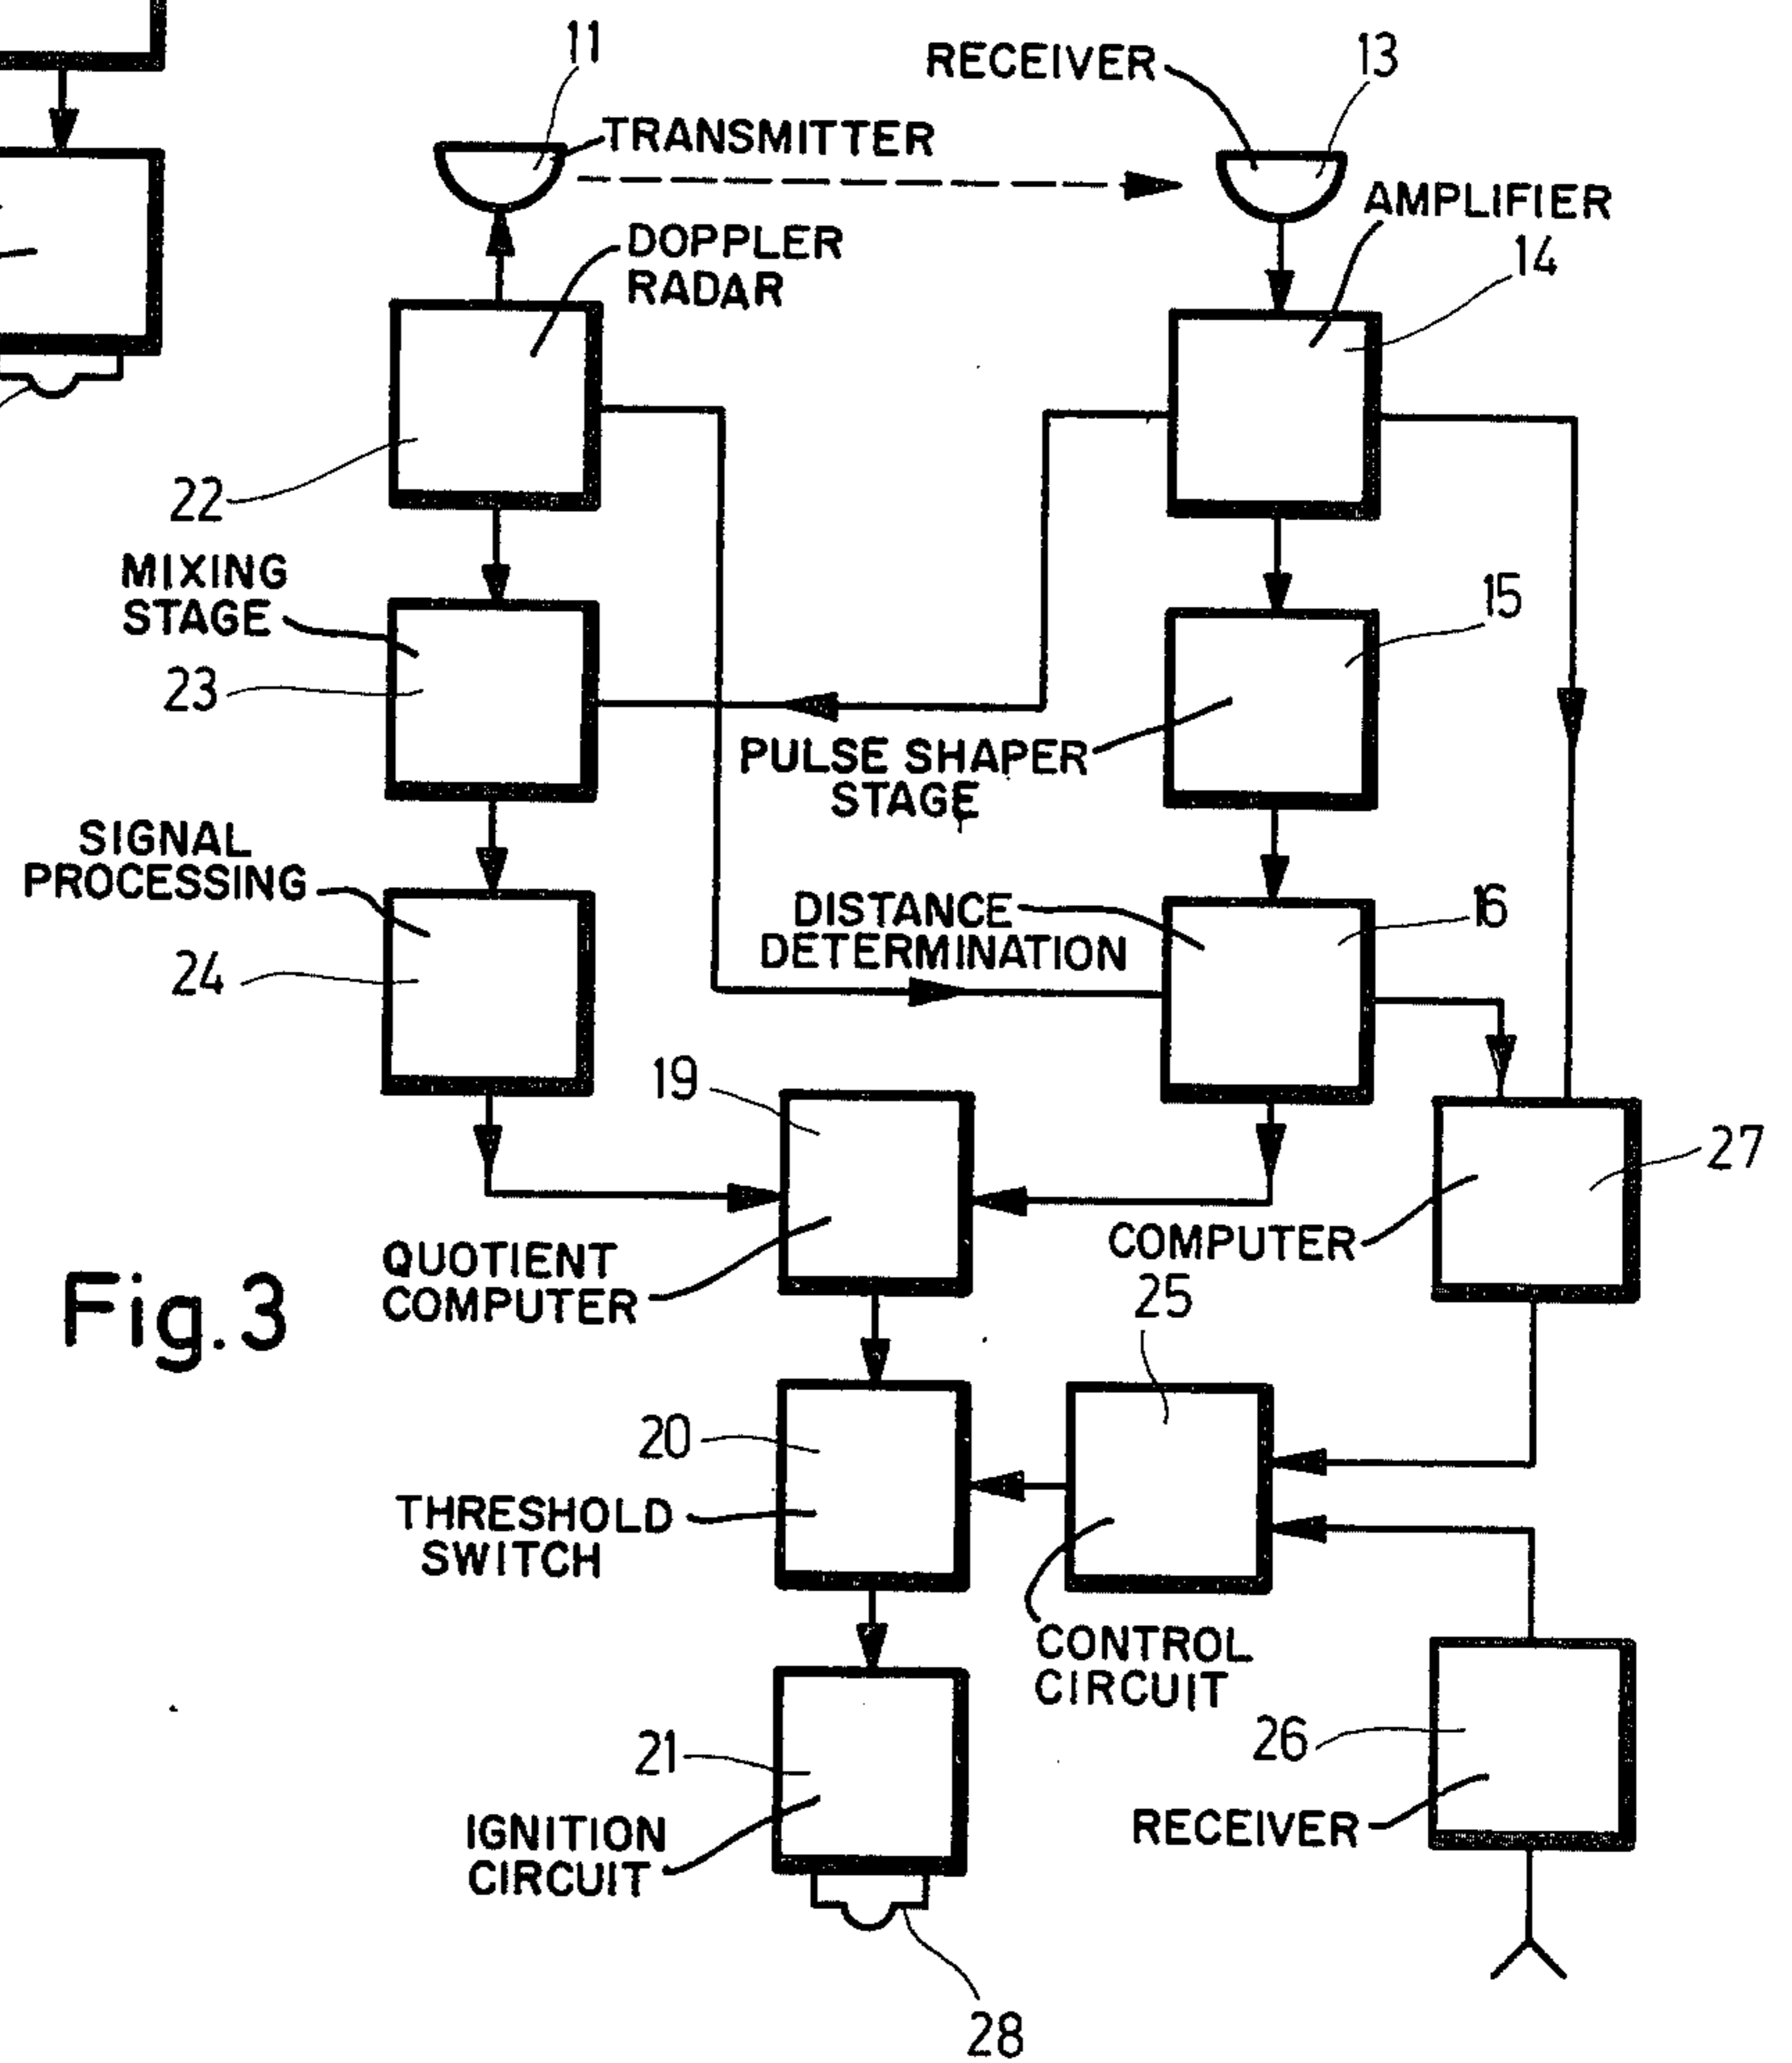 11
RECEIVER
13
TRANSMITTER
AMPLIFIER
DOPPLER
RADAR
14
22
MIXING
STAGE
15
23
PULSE SHAPER
STAGE
SIGNAL
PROCESSING
DISTANCE
DETERMINATION
16
24
19
27
QUOTIENT
COMPUTER
COMPUTER
25
Fig.3
20
THRESHOLD
SWITCH
CONTROL
CIRCUIT
26
21
IGNITION
CIRCUIT
RECEIVER
28